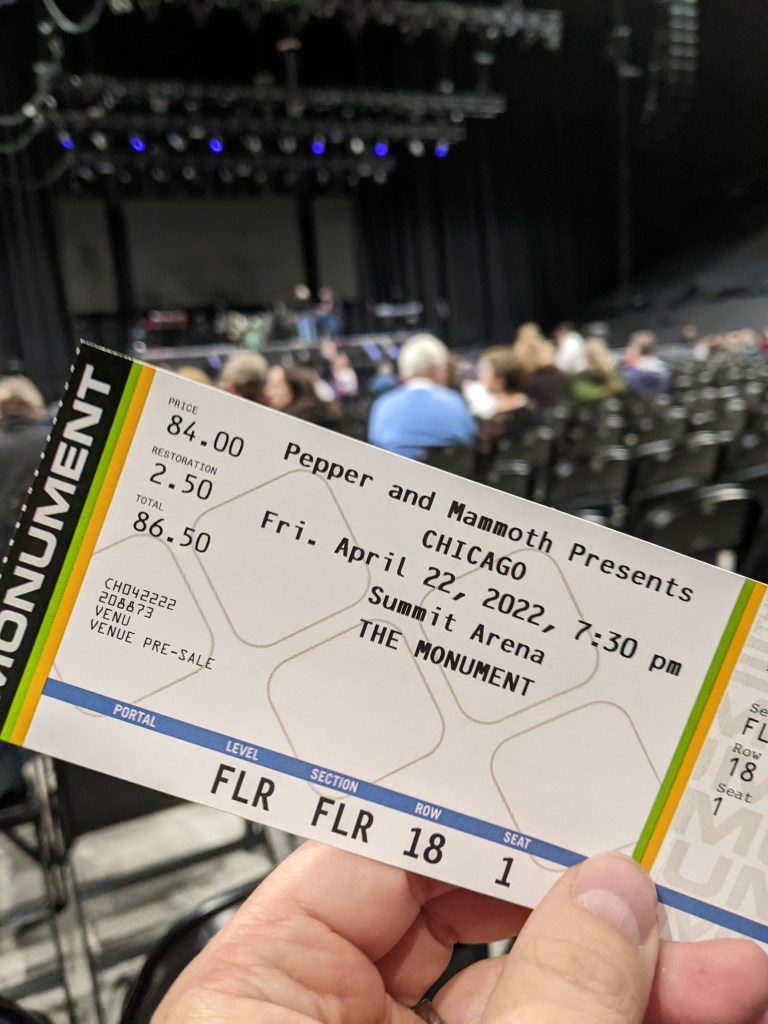 MONUMENT
PRICE
84.00
RESTORATION
2.50
TOTAL
86.50
CH042222
208873
VENU
VENUE PRE-SALE
Pepper and Mammoth Presents
CHICAGO
Fri. April 22, 2022, 7:30 pm
Summit Arena
THE MONUMENT
PORTAL LEVEL SECTION ROW SEAT
FLR FLR 18 1
Row
18
Seat
1